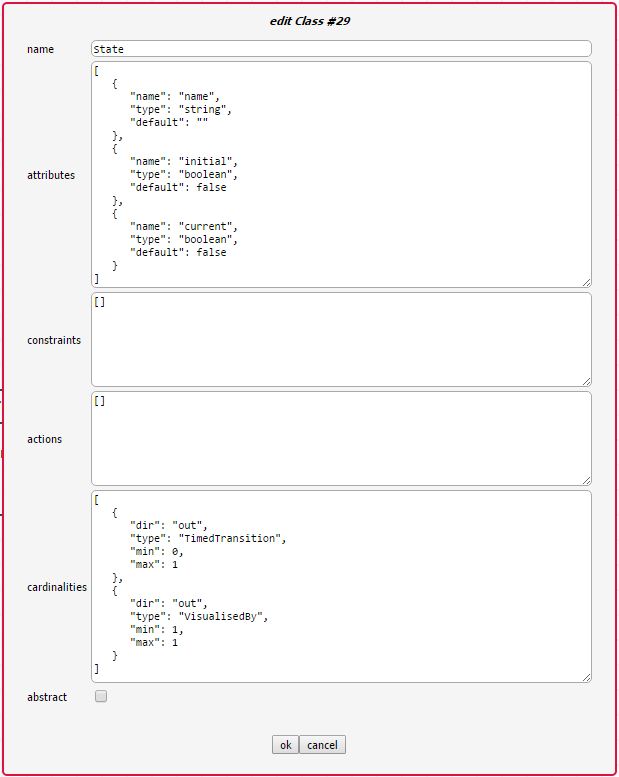 edit Class #29
name
State
attributes
[
   {
      "name": "name",
      "type": "string",
      "default": ""
   },
   {
      "name": "initial",
      "type": "boolean",
      "default": false
   },
   {
      "name": "current",
      "type": "boolean",
      "default": false
   }
]
constraints
[]
actions
[]
cardinalities
[
   {
      "dir": "out",
      "type": "TimedTransition",
      "min": 0,
      "max": 1
   },
   {
      "dir": "out",
      "type": "VisualisedBy",
      "min": 1,
      "max": 1
   }
]
abstract
ok cancel